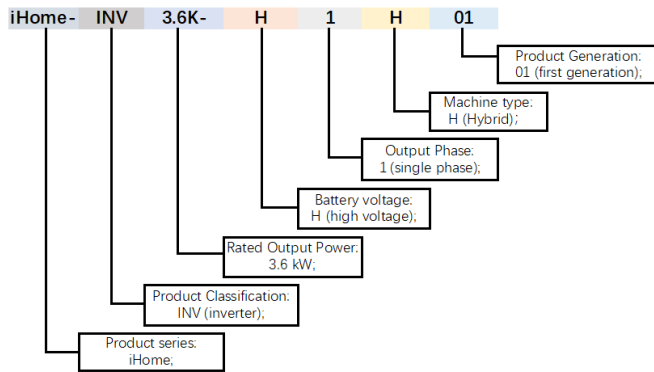 iHome- INV 3.6K- H 1 H 01
Product Generation:
01 (first generation);
Machine type:
H (Hybrid);
Output Phase:
1 (single phase);
Battery voltage:
H (high voltage);
Rated Output Power:
3.6 kW;
Product Classification:
INV (inverter);
Product series:
iHome;